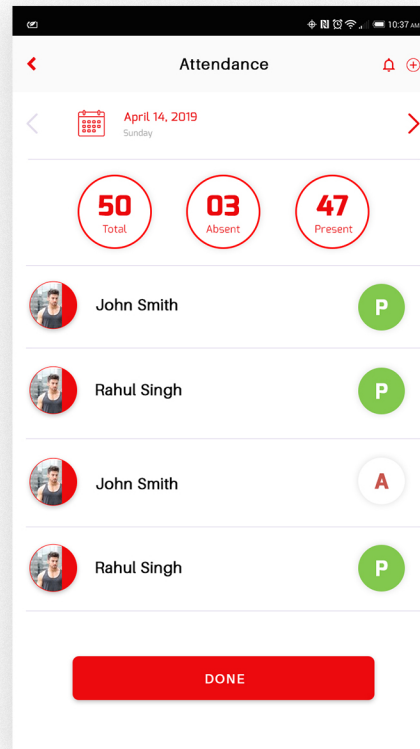 10:37 AM
Attendance
April 14, 2019
Sunday
50 03 47
Total Absent Present
John Smith P
Rahul Singh P
John Smith A
Rahul Singh P
DONE